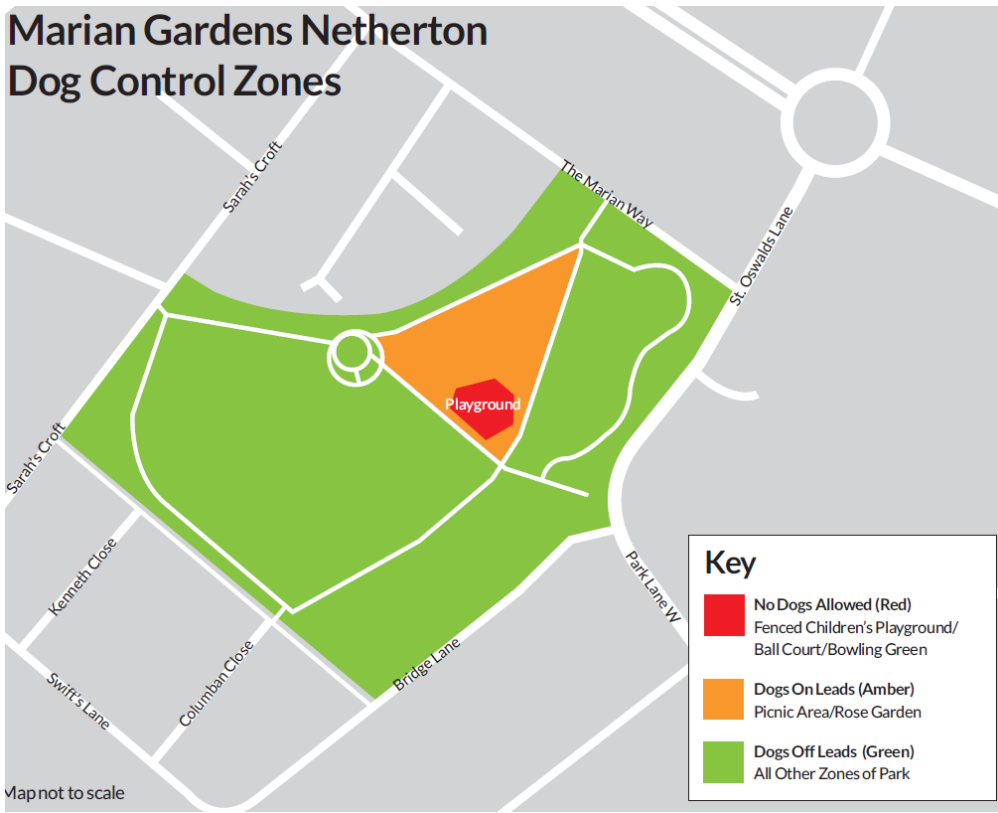 Marian Gardens Netherton
Dog Control Zones
Sarah's Croft
The Marian Way
St. Oswalds Lane
Playground
Sarah's Croft
Kenneth Close
Columban Close
Swift's Lane
Bridge Lane
Park Lane W
Key
No Dogs Allowed (Red)
Fenced Children's Playground/
Ball Court/Bowling Green
Dogs On Leads (Amber)
Picnic Area/Rose Garden
Dogs Off Leads (Green)
All Other Zones of Park
Map not to scale